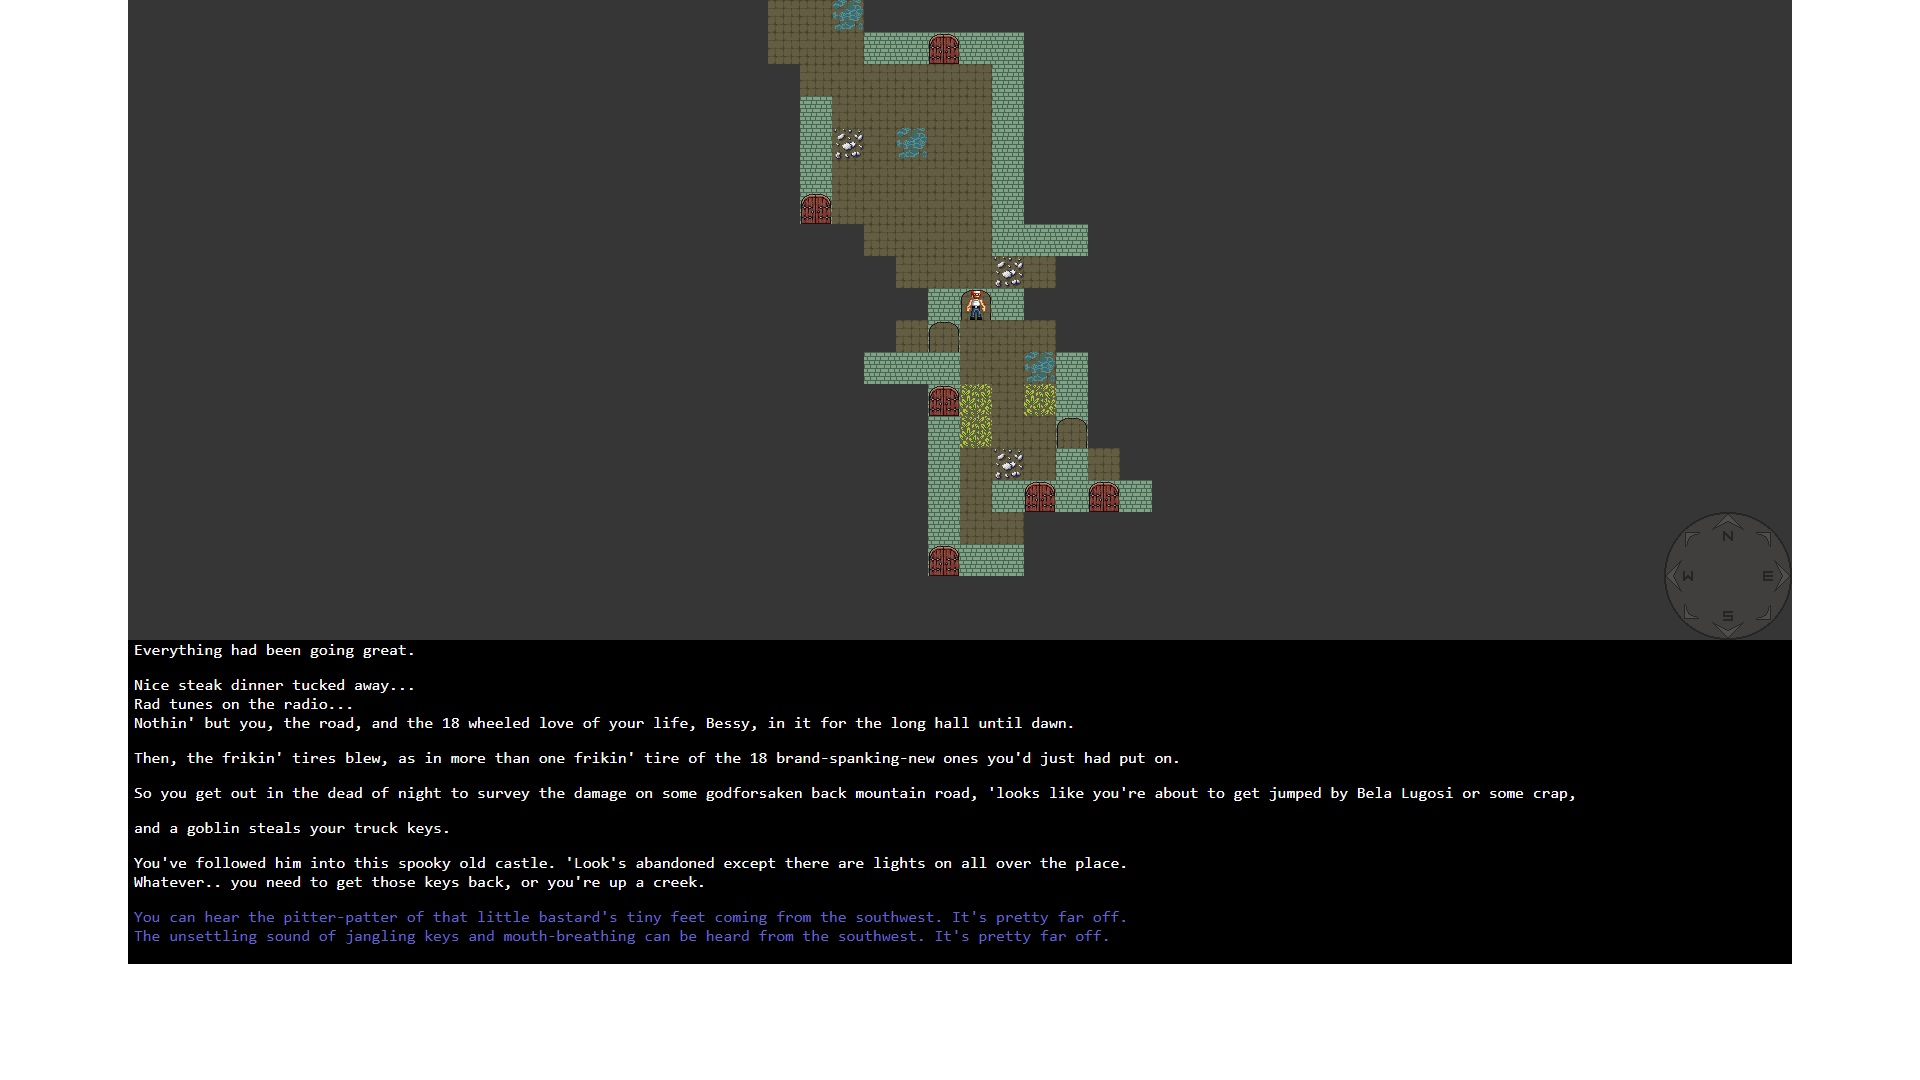 N
W E
S
Everything had been going great.
Nice steak dinner tucked away...
Rad tunes on the radio...
Nothin' but you, the road, and the 18 wheeled love of your life, Bessy, in it for the long hall until dawn.
Then, the frikin' tires blew, as in more than one frikin' tire of the 18 brand-spanking-new ones you'd just had put on.
So you get out in the dead of night to survey the damage on some godforsaken back mountain road, 'looks like you're about to get jumped by Bela Lugosi or some crap,
and a goblin steals your truck keys.
You've followed him into this spooky old castle. 'Look's abandoned except there are lights on all over the place.
Whatever.. you need to get those keys back, or you're up a creek.
You can hear the pitter-patter of that little bastard's tiny feet coming from the southwest. It's pretty far off.
The unsettling sound of jangling keys and mouth-breathing can be heard from the southwest. It's pretty far off.